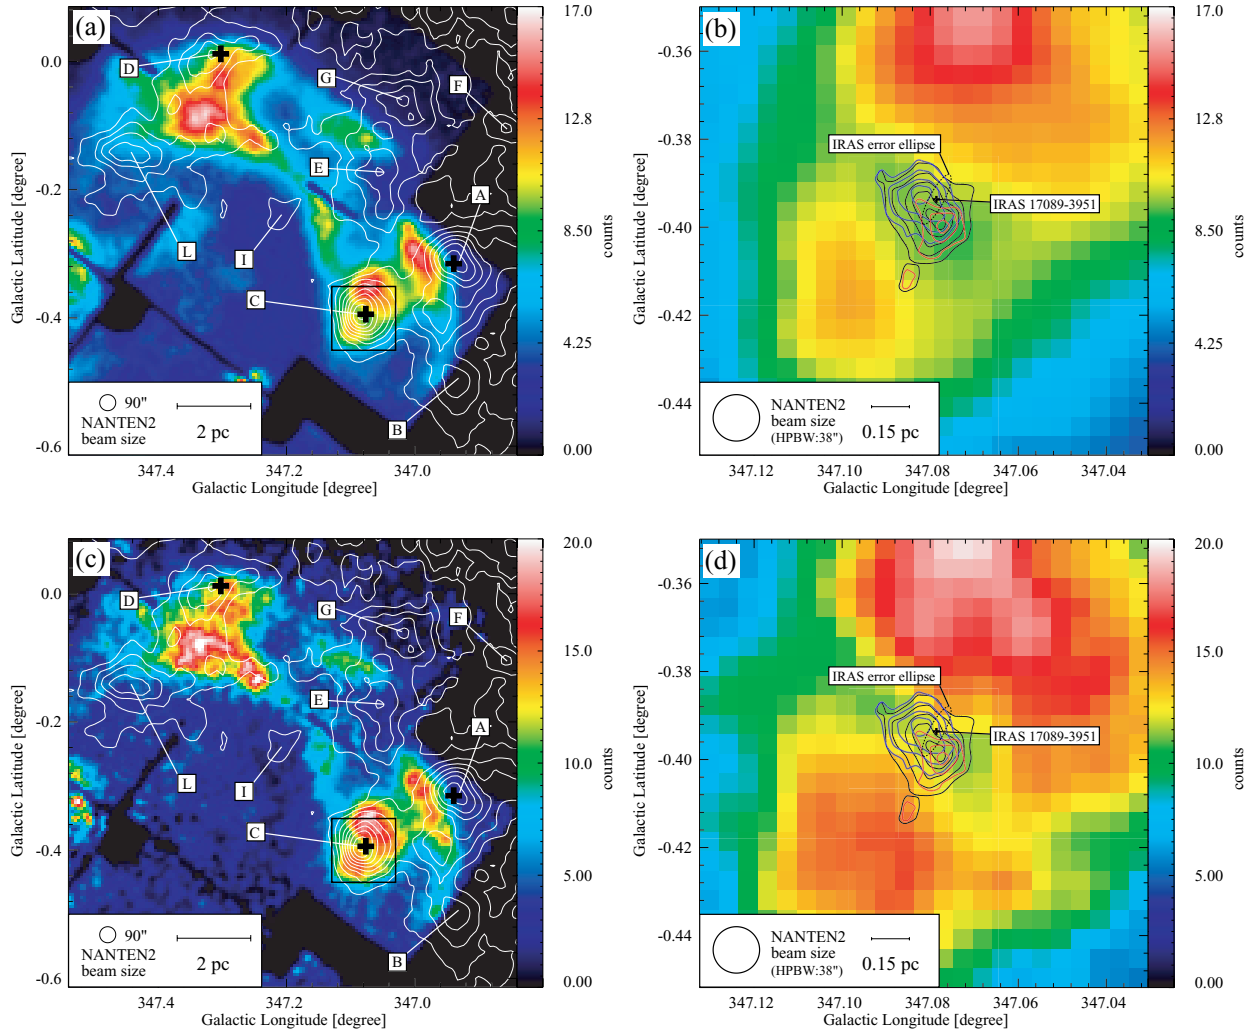 (a)
0.0
-0.2
-0.4
-0.6
Galactic Latitude [degree]
D
G
F
E
A
L
I
C
B
90"
NANTEN2
beam size
2 pc
347.4
347.2
347.0
Galactic Longitude [degree]
17.0
12.8
8.50
4.25
0.00
counts
(b)
-0.36
-0.38
-0.40
-0.42
-0.44
Galactic Latitude [degree]
IRAS error ellipse
IRAS 17089-3951
NANTEN2
beam size
(HPBW:38")
0.15 pc
347.12
347.10
347.08
347.06
347.04
Galactic Longitude [degree]
17.0
12.8
8.50
4.25
0.00
counts
(c)
0.0
-0.2
-0.4
-0.6
Galactic Latitude [degree]
D
G
F
E
A
L
I
C
B
90"
NANTEN2
beam size
2 pc
347.4
347.2
347.0
Galactic Longitude [degree]
20.0
15.0
10.0
5.00
0.00
counts
(d)
-0.36
-0.38
-0.40
-0.42
-0.44
Galactic Latitude [degree]
IRAS error ellipse
IRAS 17089-3951
NANTEN2
beam size
(HPBW:38")
0.15 pc
347.12
347.10
347.08
347.06
347.04
Galactic Longitude [degree]
20.0
15.0
10.0
5.00
0.00
counts